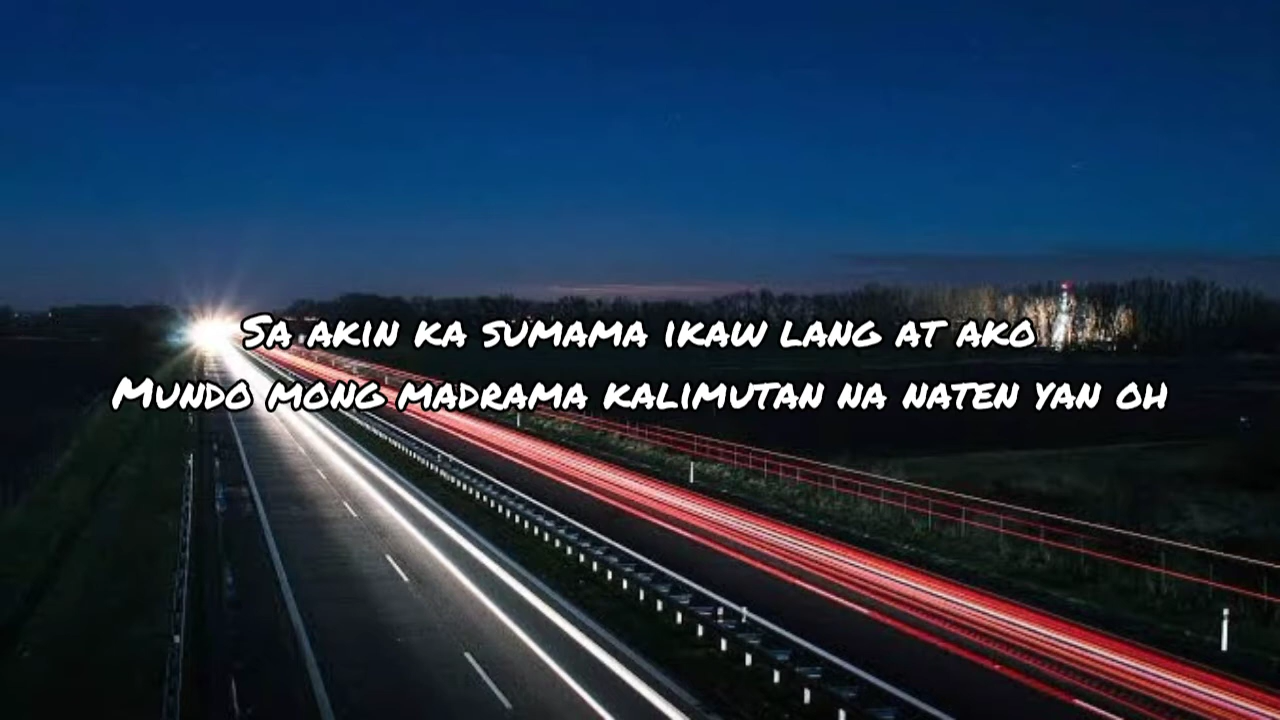 Sa akin ka sumama ikaw lang at ako
Mundo mong madrama kalimutan na naten yan oh